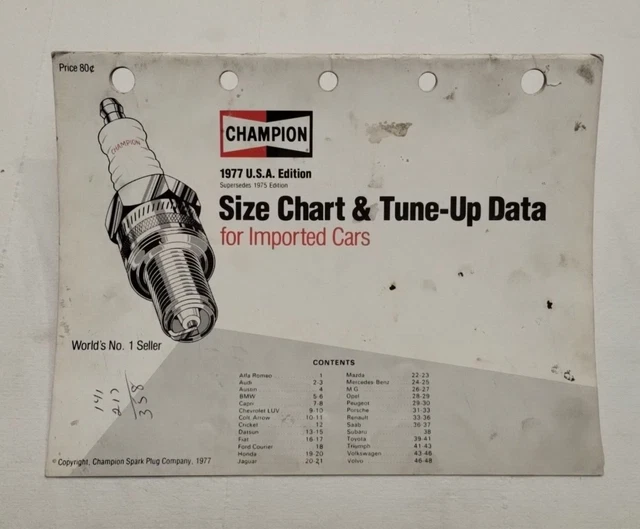 Price 80¢
CHAMPION
CHAMPION
1977 U.S.A. Edition
Supersedes 1975 Edition
Size Chart & Tune-Up Data
for Imported Cars
World's No. 1 Seller
141
217
358
CONTENTS
Alfa Romeo 1
Audi 2-3
Austin 4
BMW 5-6
Capri 7-8
Chevrolet LUV 9-10
Colt, Arrow 10-11
Cricket 12
Datsun 13-15
Fiat 16-17
Ford Courier 18
Honda 19-20
Jaguar 20-21
Mazda 22-23
Mercedes-Benz 24-25
M.G. 26-27
Opel 28-29
Peugeot 29-30
Porsche 31-33
Renault 33-36
Saab 36-37
Subaru 38
Toyota 39-41
Triumph 41-43
Volkswagen 43-46
Volvo 46-48
Copyright, Champion Spark Plug Company, 1977